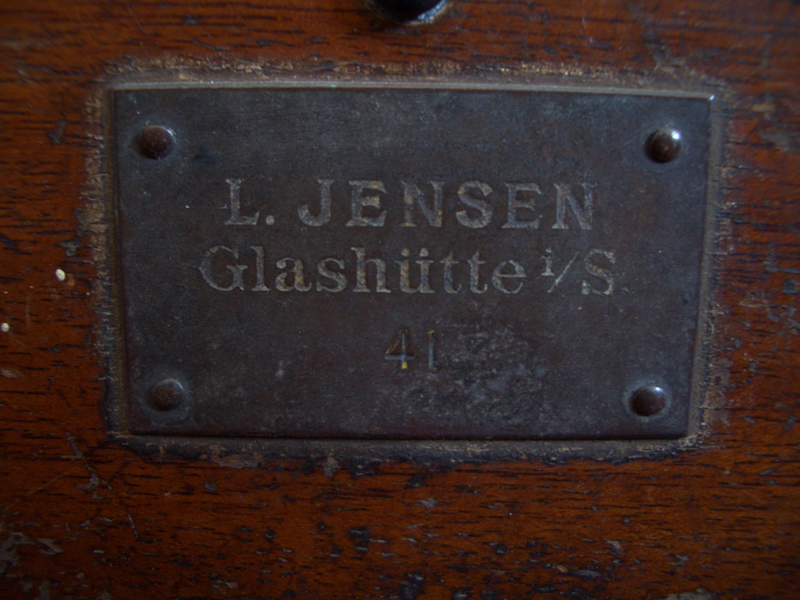 L. JENSEN
Glashütte i/S.
41